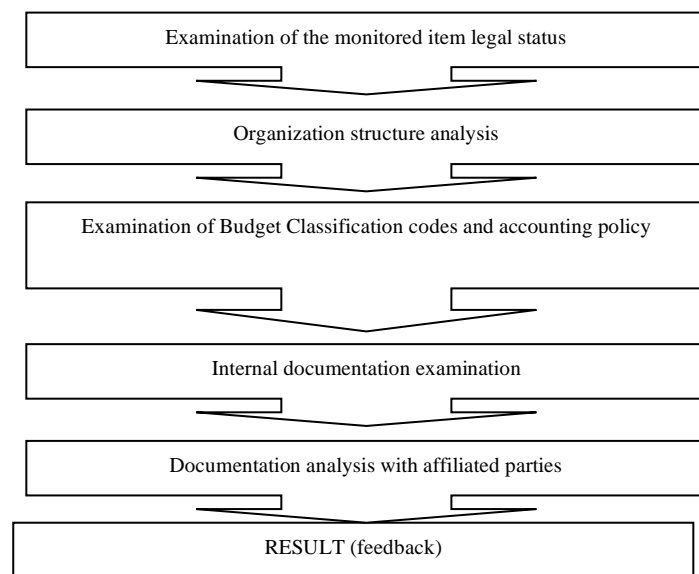 Examination of the monitored item legal status
Organization structure analysis
Examination of Budget Classification codes and accounting policy
Internal documentation examination
Documentation analysis with affiliated parties
RESULT (feedback)